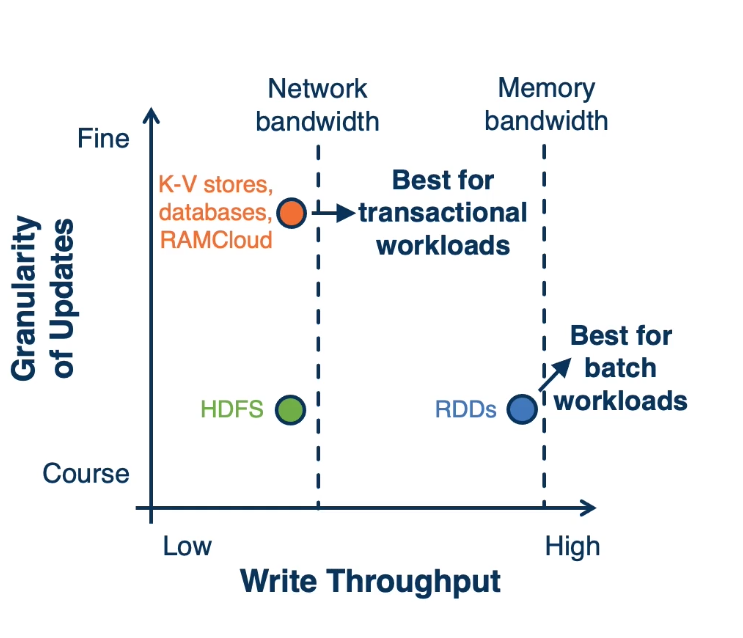 Network
bandwidth
Memory
bandwidth
Fine
K-V stores,
databases,
RAMCloud
Best for
transactional
workloads
Granularity
of Updates
Best for
batch
workloads
HDFS
RDDs
Course
Low
High
Write Throughput